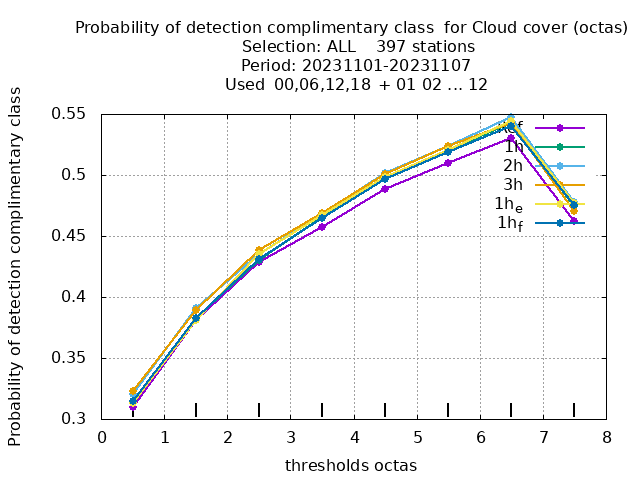 Probability of detection complimentary class  for Cloud cover (octas)
Selection: ALL    397 stations
Period: 20231101-20231107
Used  00,06,12,18  + 01 02 ... 12
Probability of detection complimentary class
0.55
0.5
0.45
0.4
0.35
0.3
Ref
1h
2h
3h
1he
1hf
0 1 2 3 4 5 6 7 8
thresholds octas